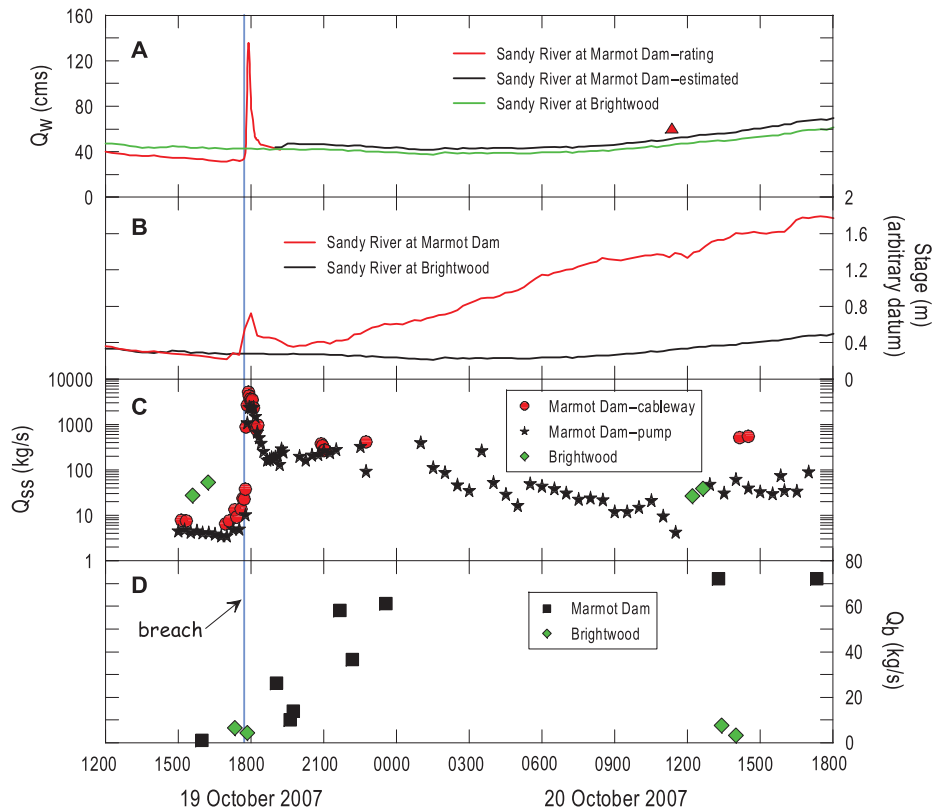 160
120
80
40
0
Qw (cms)
A
Sandy River at Marmot Dam–rating
Sandy River at Marmot Dam–estimated
Sandy River at Brightwood
2
1.6
1.2
0.8
0.4
0
Stage (m)
(arbitrary datum)
B
Sandy River at Marmot Dam
Sandy River at Brightwood
10000
1000
100
10
1
Qss (kg/s)
C
Marmot Dam–cableway
Marmot Dam–pump
Brightwood
80
60
40
20
0
Qb (kg/s)
D
breach
Marmot Dam
Brightwood
1200 1500 1800 2100 0000 0300 0600 0900 1200 1500 1800
19 October 2007 20 October 2007